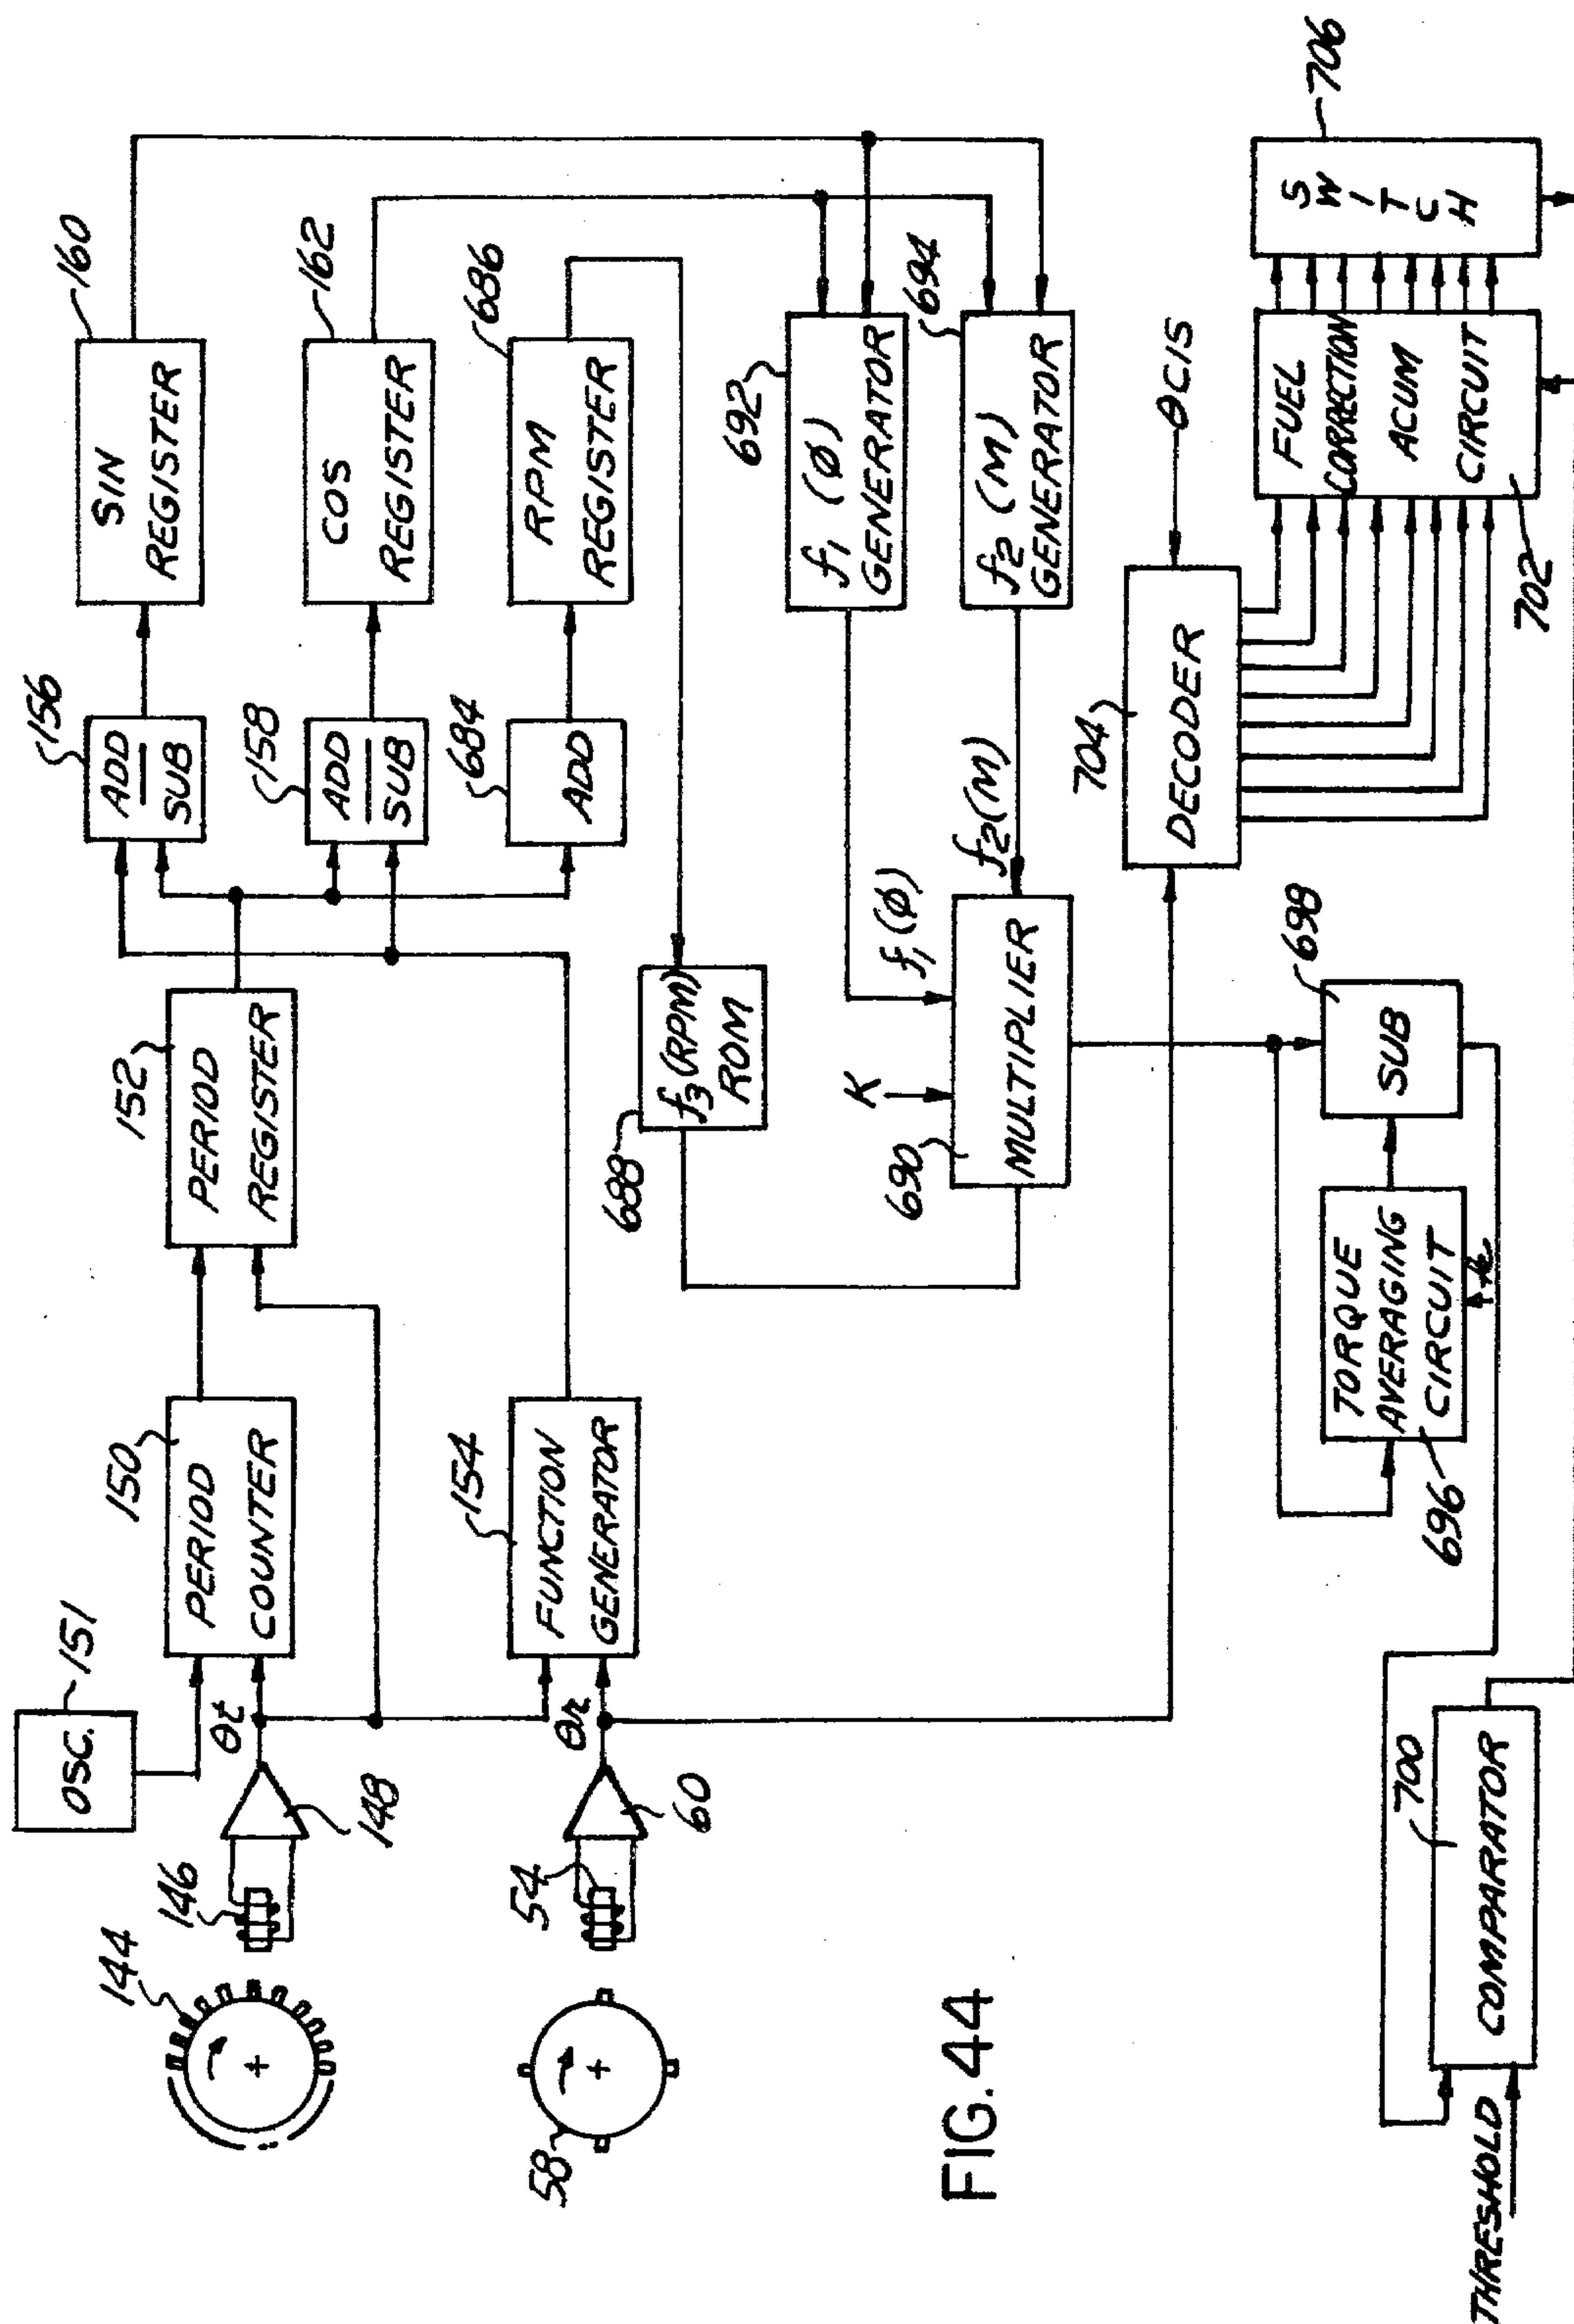 OSC.
151
144
146
148
θt
PERIOD
COUNTER
150
PERIOD
REGISTER
152
ADD
SUB
156
SIN
REGISTER
160
ADD
SUB
158
COS
REGISTER
162
58
54
60
θr
FUNCTION
GENERATOR
154
ADD
684
RPM
REGISTER
686
f3 (RPM)
ROM
688
f1 (Ø)
GENERATOR
692
f2 (M)
GENERATOR
694
K
f1 (Ø)
f2 (M)
MULTIPLIER
690
DECODER
704
θCIS
TORQUE
AVERAGING
CIRCUIT
696
SUB
698
THRESHOLD
COMPARATOR
700
FUEL
CORRECTION
ACUM
CIRCUIT
702
SWITCH
706
FIG.44